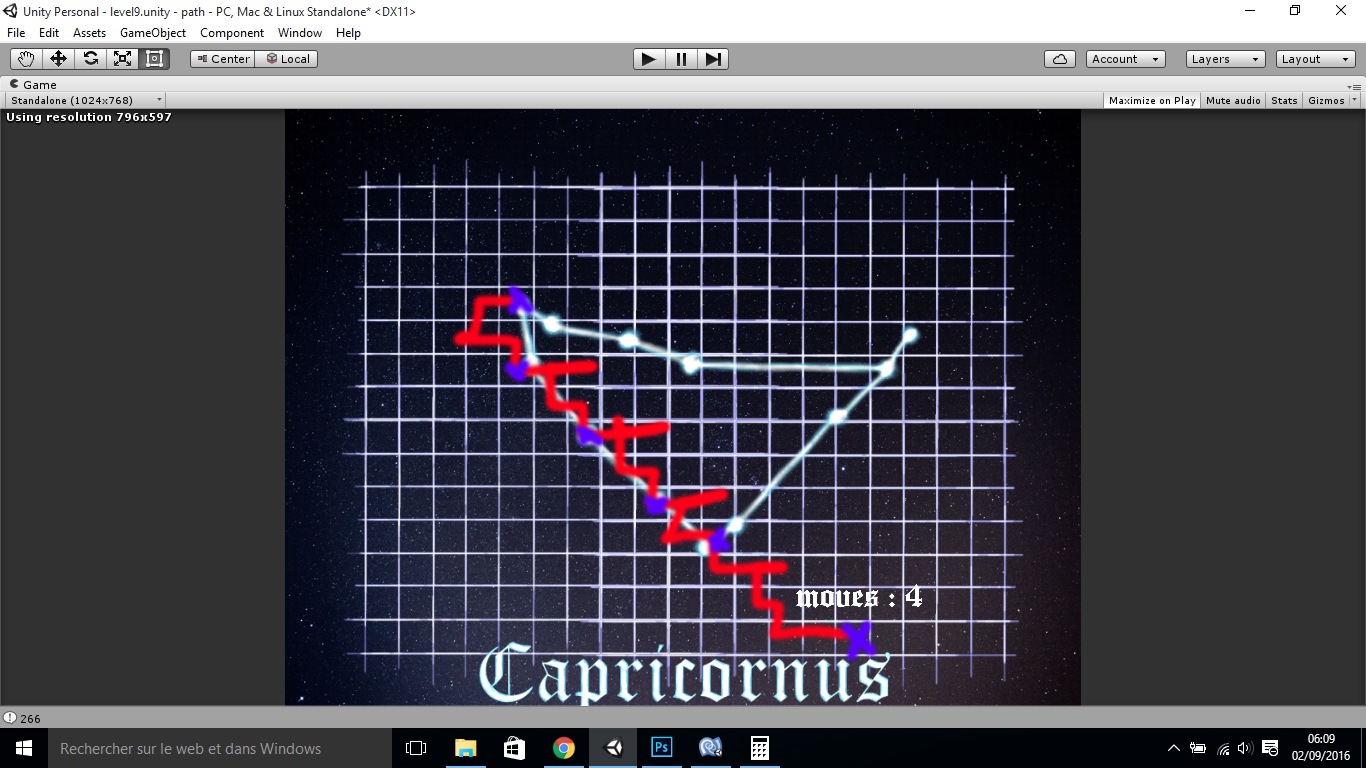 Unity Personal - level9.unity - path - PC, Mac & Linux Standalone* <DX11>
File Edit Assets GameObject Component Window Help
Center Local Account Layers Layout
Game
Standalone (1024x768) Maximize on Play Mute audio Stats Gizmos
Using resolution 796x597
moves : 4
Capricornus
266
Rechercher sur le web et dans Windows
Ps
06:09
02/09/2016